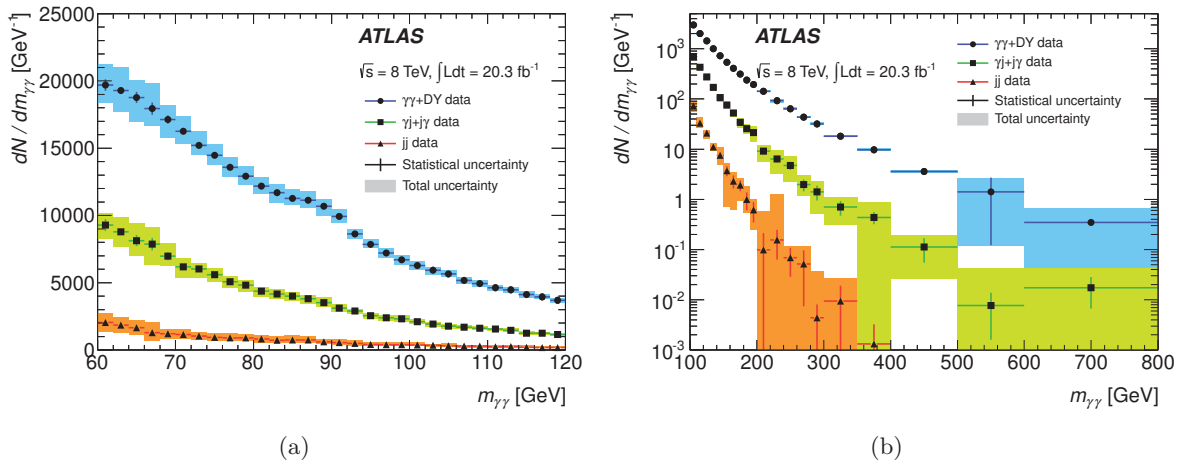 dN / dmγγ [GeV⁻¹]
25000
20000
15000
10000
5000
0
60 70 80 90 100 110 120
mγγ [GeV]
ATLAS
√s = 8 TeV, ∫Ldt = 20.3 fb⁻¹
γγ+DY data
γj+jγ data
jj data
Statistical uncertainty
Total uncertainty
(a)
dN / dmγγ [GeV⁻¹]
10³
10²
10
1
10⁻¹
10⁻²
10⁻³
100 200 300 400 500 600 700 800
mγγ [GeV]
ATLAS
√s = 8 TeV, ∫Ldt = 20.3 fb⁻¹
γγ+DY data
γj+jγ data
jj data
Statistical uncertainty
Total uncertainty
(b)